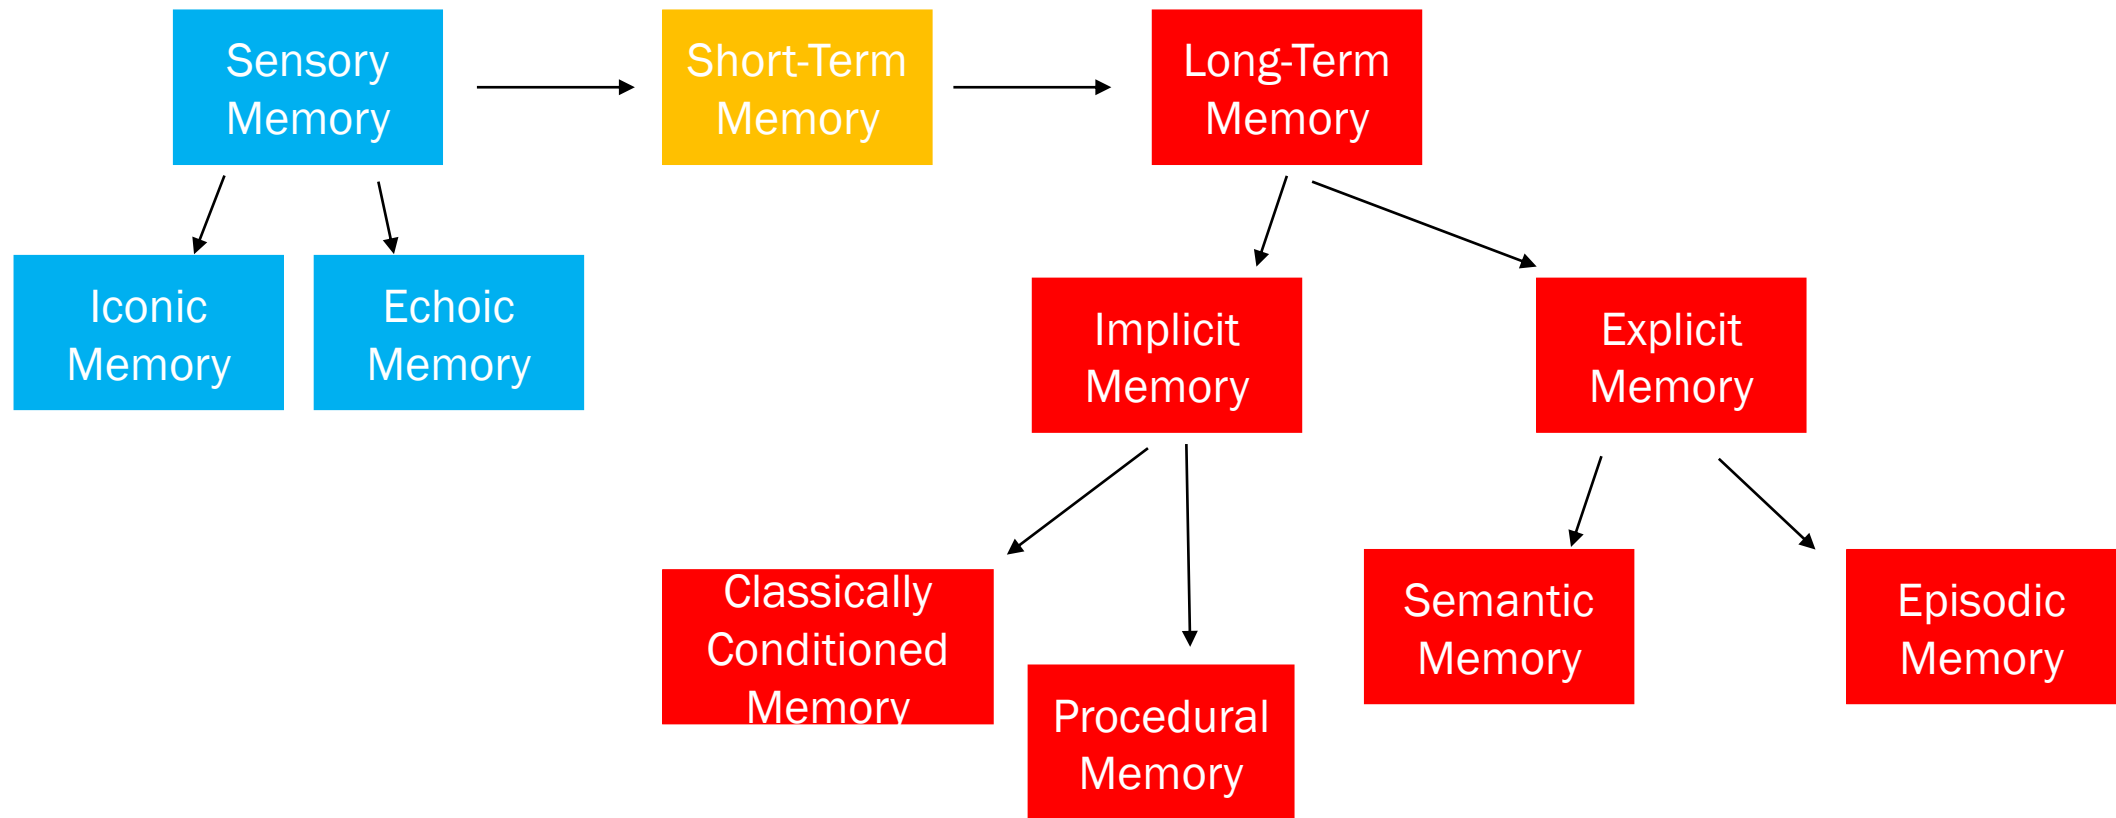 Sensory
Memory
Short-Term
Memory
Long-Term
Memory
Iconic
Memory
Echoic
Memory
Implicit
Memory
Explicit
Memory
Classically
Conditioned
Memory
Procedural
Memory
Semantic
Memory
Episodic
Memory